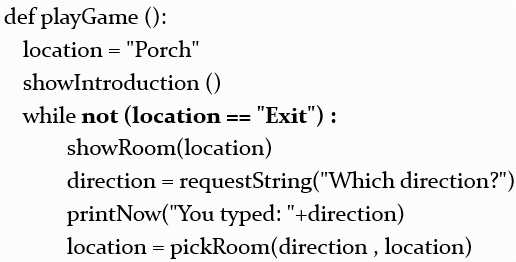 def playGame ():
location = "Porch"
showIntroduction ()
while not (location == "Exit") :
showRoom(location)
direction = requestString("Which direction?")
printNow("You typed: "+direction)
location = pickRoom(direction , location)